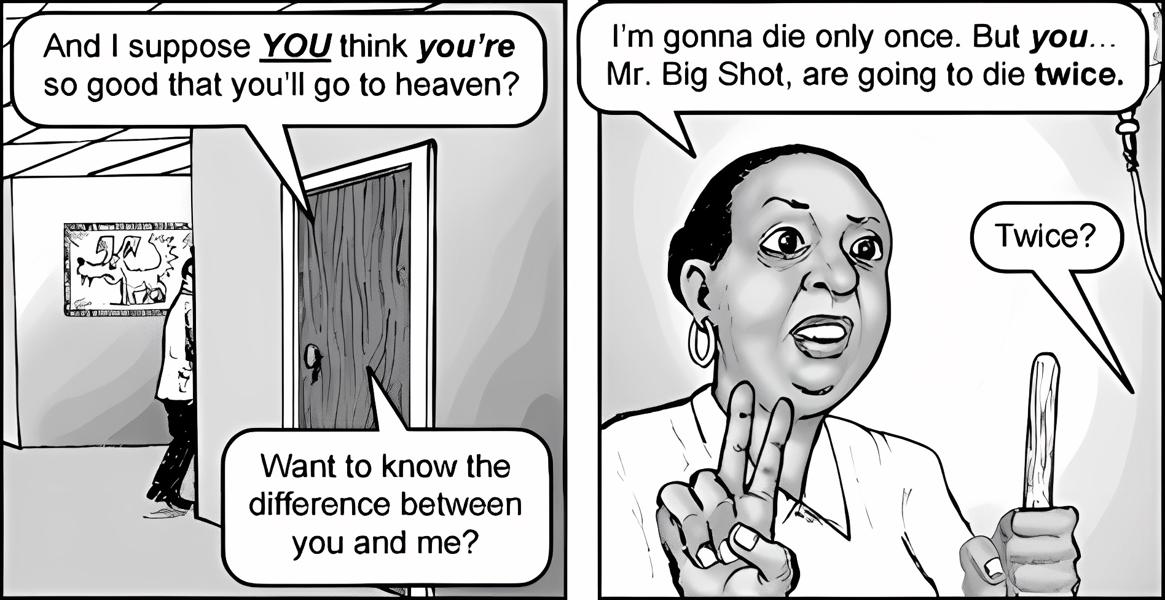 And I suppose YOU think you're
so good that you'll go to heaven?
Want to know the
difference between
you and me?
I'm gonna die only once. But you...
Mr. Big Shot, are going to die twice.
Twice?